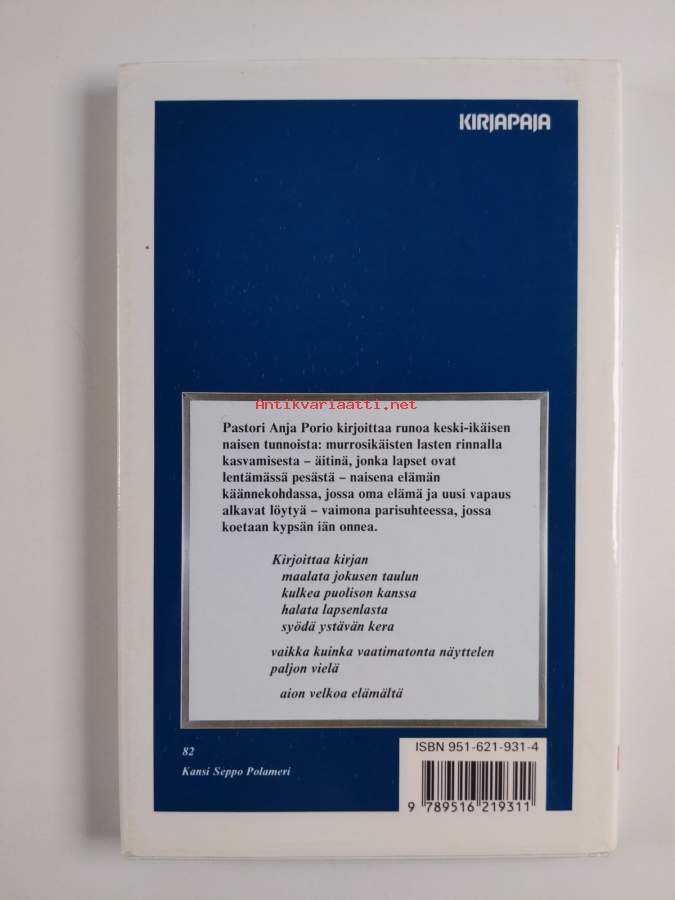 KIRJAPAJA
Antikvariaatti.net
Pastori Anja Porio kirjoittaa runoa keski-ikäisen
naisen tunnoista: murrosikäisten lasten rinnalla
kasvamisesta – äitinä, jonka lapset ovat
lentämässä pesästä – naisena elämän
käännekohdassa, jossa oma elämä ja uusi vapaus
alkavat löytyä – vaimona parisuhteessa, jossa
koetaan kypsän iän onnea.
Kirjoittaa kirjan
maalata jokusen taulun
kulkea puolison kanssa
halata lapsenlasta
syödä ystävän kera
vaikka kuinka vaatimatonta näyttelen
paljon vielä
aion velkoa elämältä
82
Kansi Seppo Polameri
ISBN 951-621-931-4
9 789516 219311